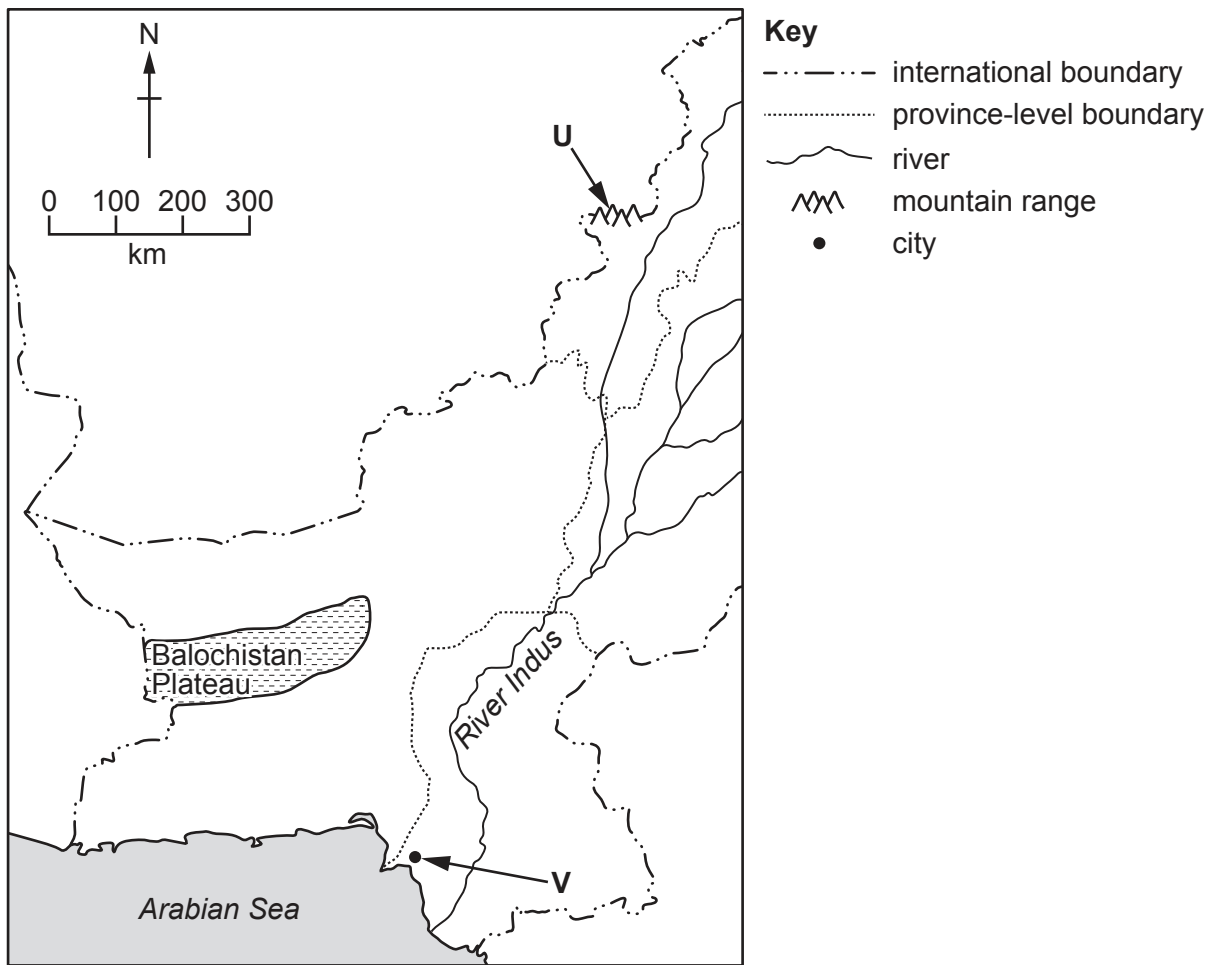 N
0 100 200 300
km
U
Balochistan
Plateau
River Indus
V
Arabian Sea
Key
international boundary
province-level boundary
river
mountain range
city